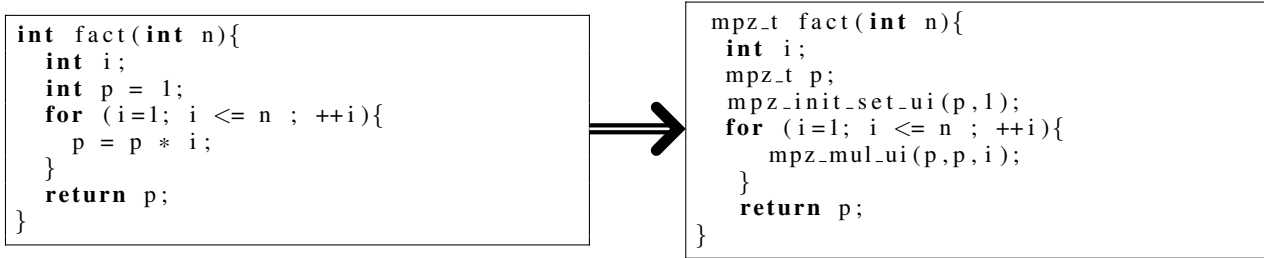 int fact(int n){
int i;
int p = 1;
for (i=1; i <= n ; ++i){
p = p * i;
}
return p;
}
mpz_t fact(int n){
int i;
mpz_t p;
mpz_init_set_ui(p,1);
for (i=1; i <= n ; ++i){
mpz_mul_ui(p,p,i);
}
return p;
}